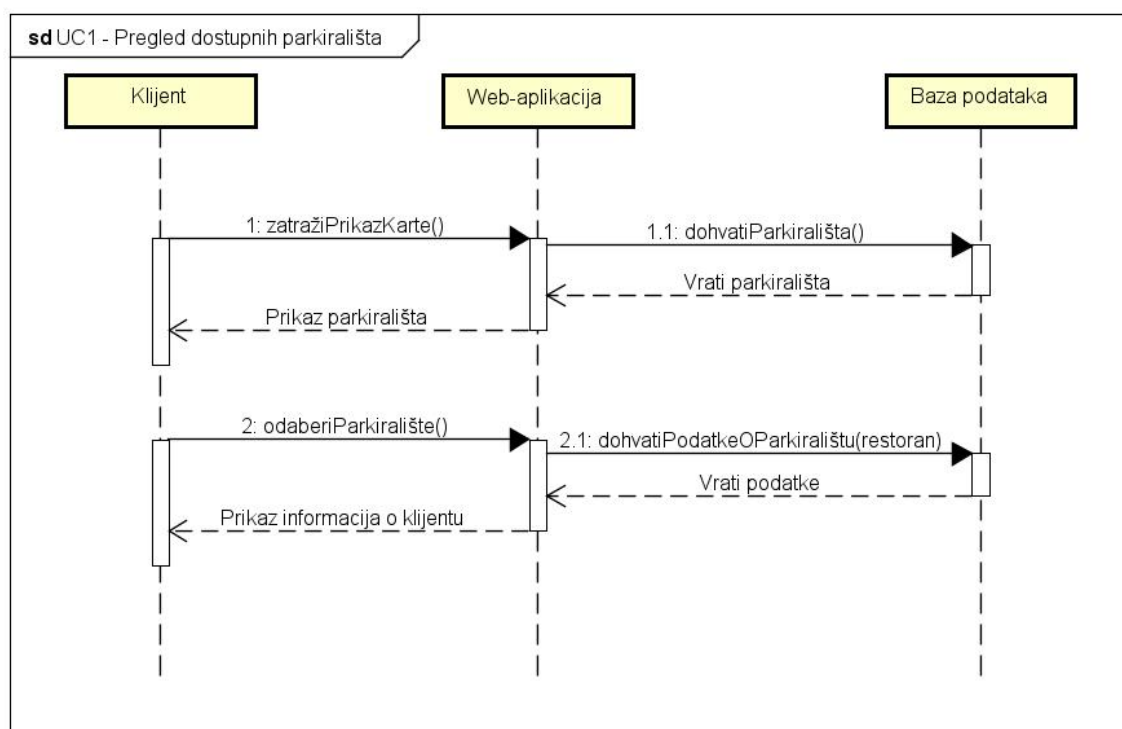 sd UC1 - Pregled dostupnih parkirališta
Klijent
Web-aplikacija
Baza podataka
1: zatražiPrikazKarte()
1.1: dohvatiParkirališta()
Vrati parkirališta
Prikaz parkirališta
2: odaberiParkiralište()
2.1: dohvatiPodatkeOParkiralištu(restoran)
Vrati podatke
Prikaz informacija o klijentu